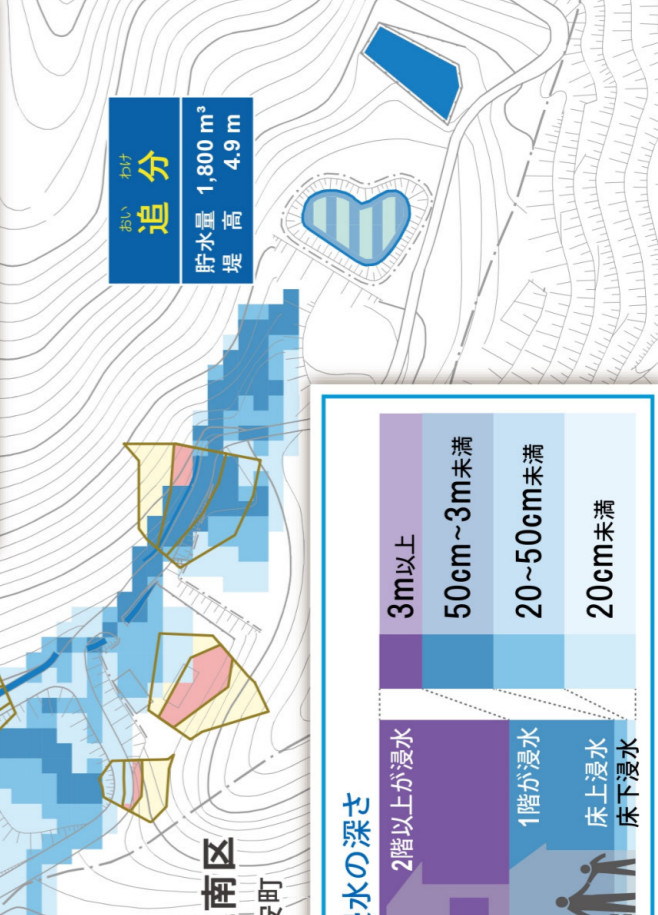 おい わけ
追 分
貯水量 1,800 m³
堤 高 4.9 m
南区
町
水の深さ
3m以上
50cm~3m未満
20~50cm未満
20cm未満
2階以上が浸水
1階が浸水
床上浸水
床下浸水